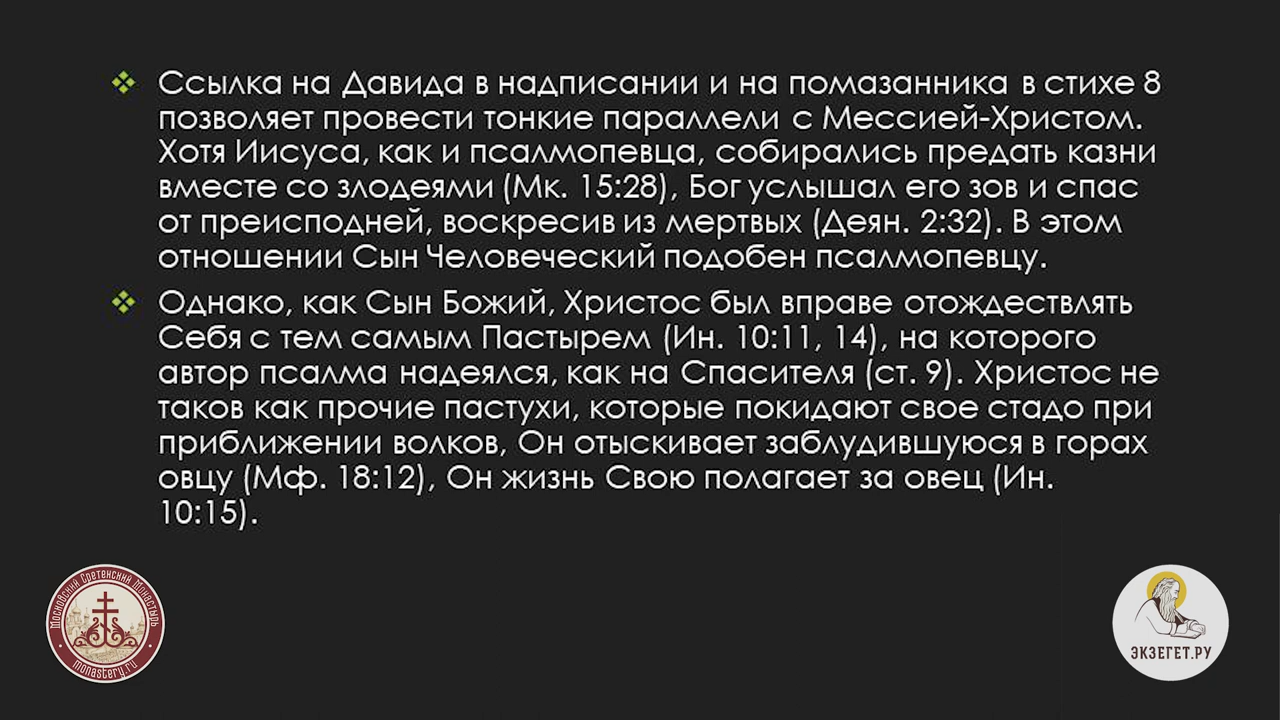 Ссылка на Давида в надписании и на помазанника в стихе 8
позволяет провести тонкие параллели с Мессией-Христом.
Хотя Иисуса, как и псалмопевца, собирались предать казни
вместе со злодеями (Мк. 15:28), Бог услышал его зов и спас
от преисподней, воскресив из мертвых (Деян. 2:32). В этом
отношении Сын Человеческий подобен псалмопевцу.
Однако, как Сын Божий, Христос был вправе отождествлять
Себя с тем самым Пастырем (Ин. 10:11, 14), на которого
автор псалма надеялся, как на Спасителя (ст. 9). Христос не
таков как прочие пастухи, которые покидают свое стадо при
приближении волков, Он отыскивает заблудившуюся в горах
овцу (Мф. 18:12), Он жизнь Свою полагает за овец (Ин.
10:15).
Московский Сретенский Монастырь
monastery.ru
ЭКЗЕГЕТ.РУ